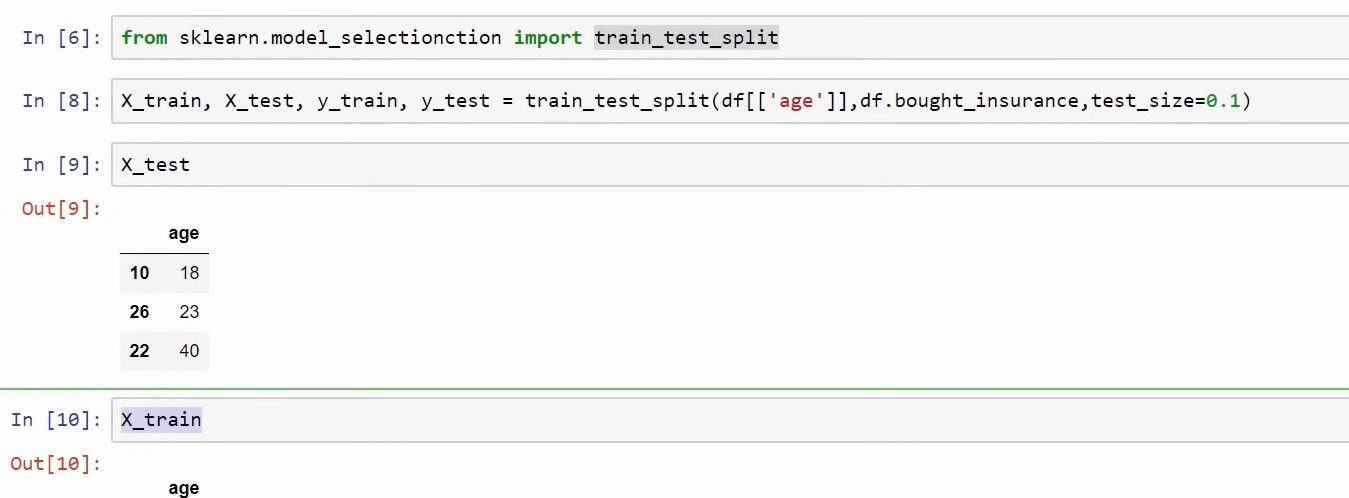 In [6]: from sklearn.model_selectionction import train_test_split
In [8]: X_train, X_test, y_train, y_test = train_test_split(df[['age']],df.bought_insurance,test_size=0.1)
In [9]: X_test
Out[9]:
age
10 18
26 23
22 40
In [10]: X_train
Out[10]:
age